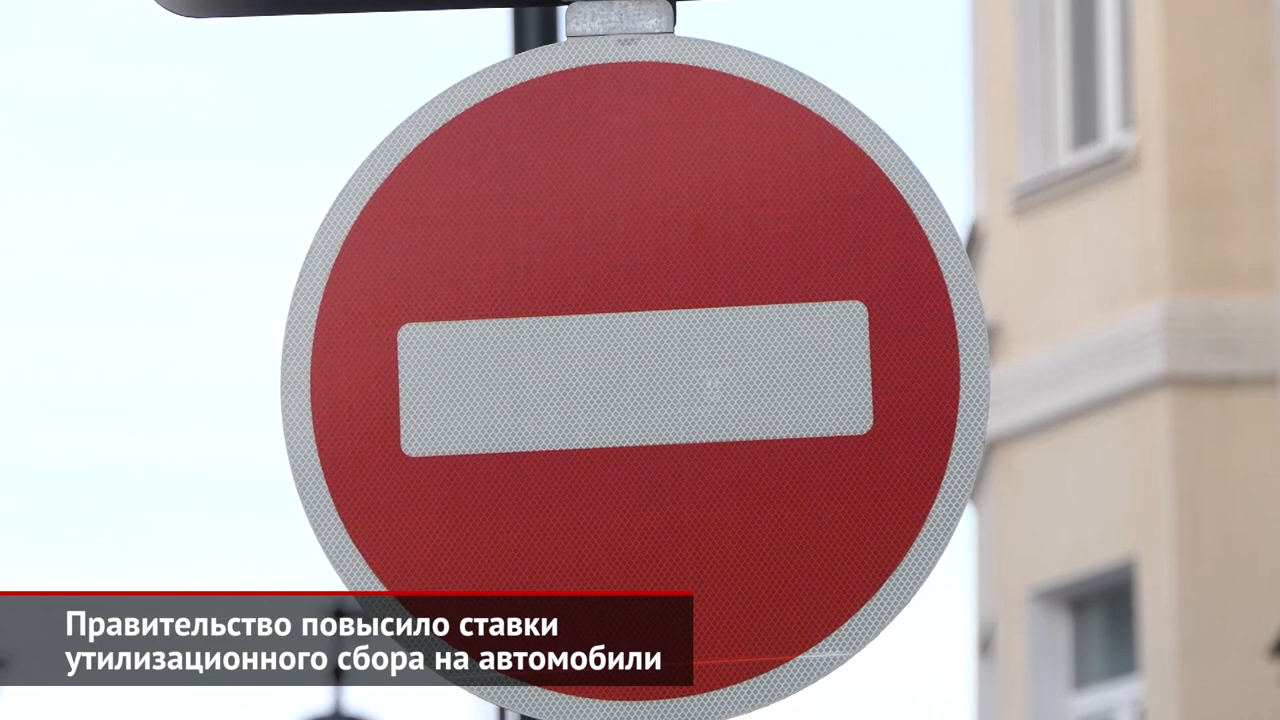 Правительство повысило ставки
утилизационного сбора на автомобили